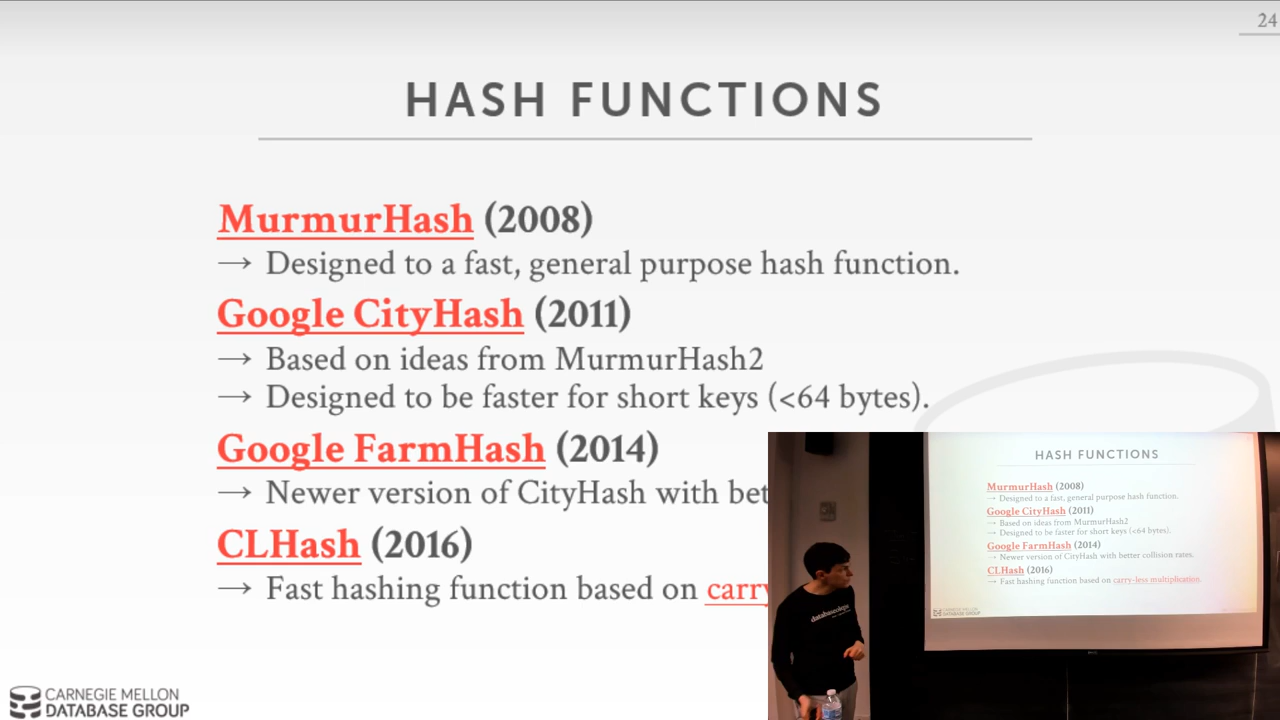 24
HASH FUNCTIONS
MurmurHash (2008)
→ Designed to a fast, general purpose hash function.
Google CityHash (2011)
→ Based on ideas from MurmurHash2
→ Designed to be faster for short keys (<64 bytes).
Google FarmHash (2014)
→ Newer version of CityHash with bet
CLHash (2016)
→ Fast hashing function based on carry
CARNEGIE MELLON
DATABASE GROUP
HASH FUNCTIONS
MurmurHash (2008)
→ Designed to a fast, general purpose hash function.
Google CityHash (2011)
→ Based on ideas from MurmurHash2
→ Designed to be faster for short keys (<64 bytes).
Google FarmHash (2014)
→ Newer version of CityHash with better collision rates.
CLHash (2016)
→ Fast hashing function based on carry-less multiplication.
CARNEGIE MELLON
DATABASE GROUP